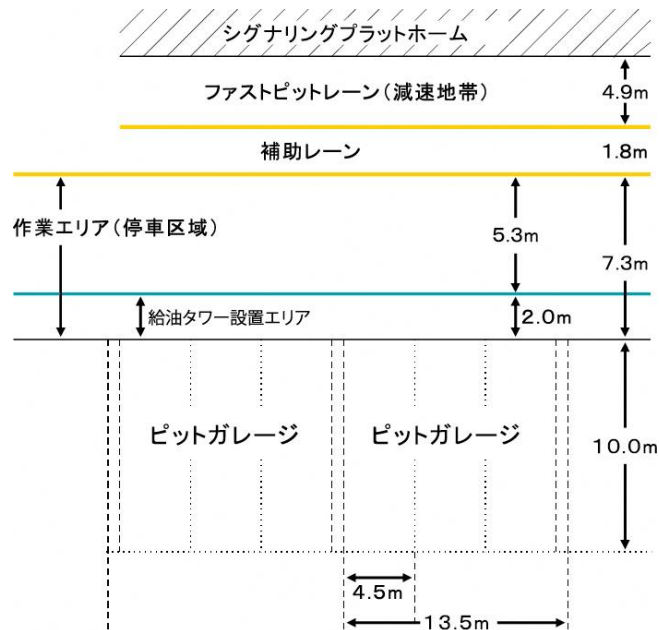 シグナリングプラットホーム
ファストピットレーン(減速地帯)
4.9m
補助レーン
1.8m
作業エリア(停車区域)
5.3m
7.3m
給油タワー設置エリア
2.0m
ピットガレージ
ピットガレージ
10.0m
4.5m
13.5m